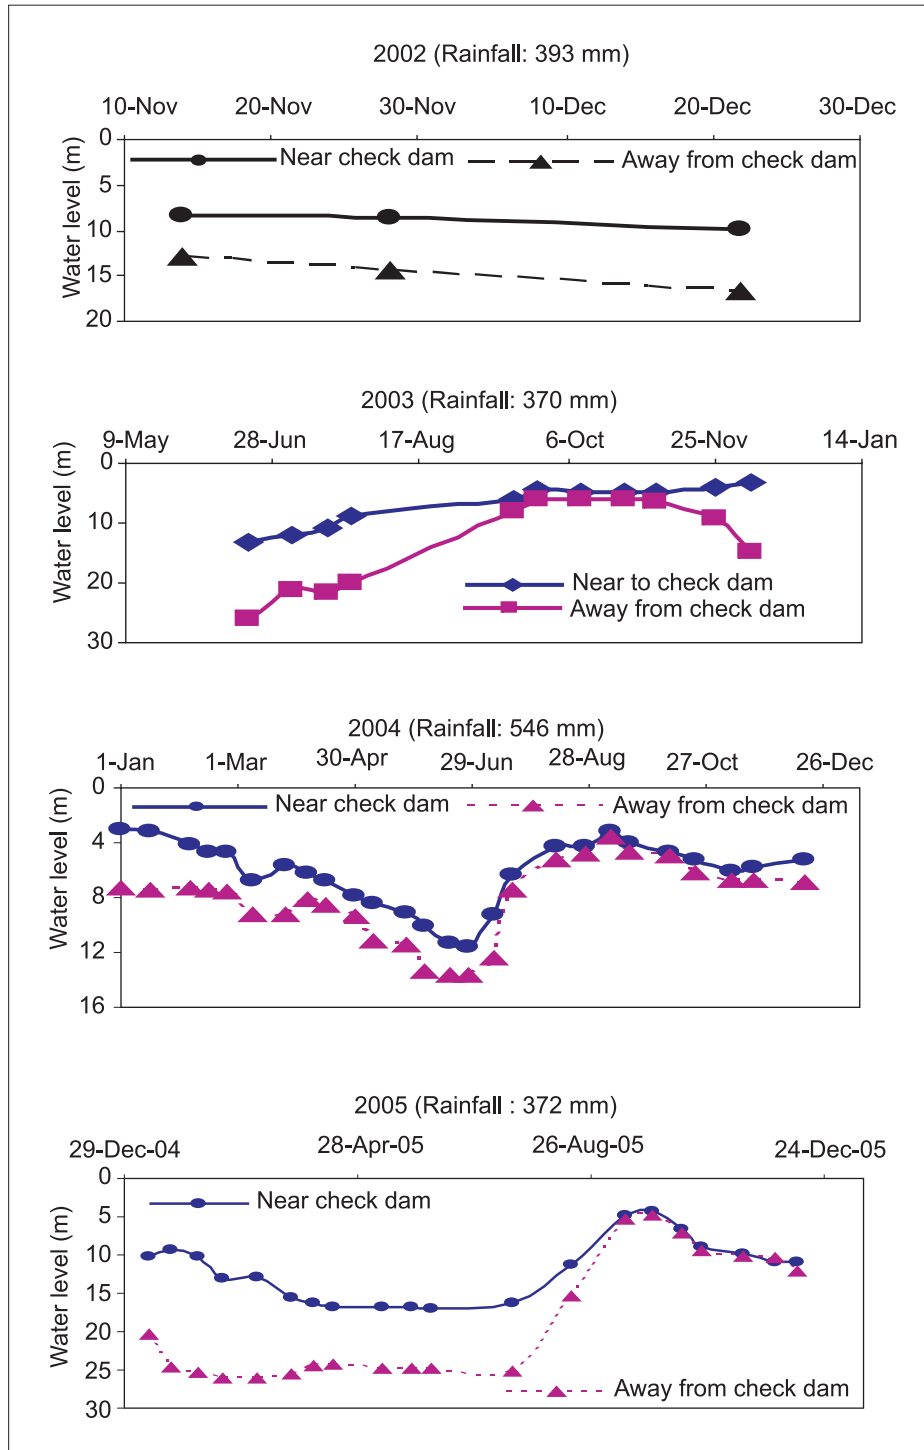 2002 (Rainfall: 393 mm)
10-Nov 20-Nov 30-Nov 10-Dec 20-Dec 30-Dec
Water level (m)
0
5
10
15
20
Near check dam Away from check dam
2003 (Rainfall: 370 mm)
9-May 28-Jun 17-Aug 6-Oct 25-Nov 14-Jan
Water level (m)
0
10
20
30
Near to check dam
Away from check dam
2004 (Rainfall: 546 mm)
1-Jan 1-Mar 30-Apr 29-Jun 28-Aug 27-Oct 26-Dec
Water level (m)
0
4
8
12
16
Near check dam Away from check dam
2005 (Rainfall : 372 mm)
29-Dec-04 28-Apr-05 26-Aug-05 24-Dec-05
Water level (m)
0
5
10
15
20
25
30
Near check dam
Away from check dam